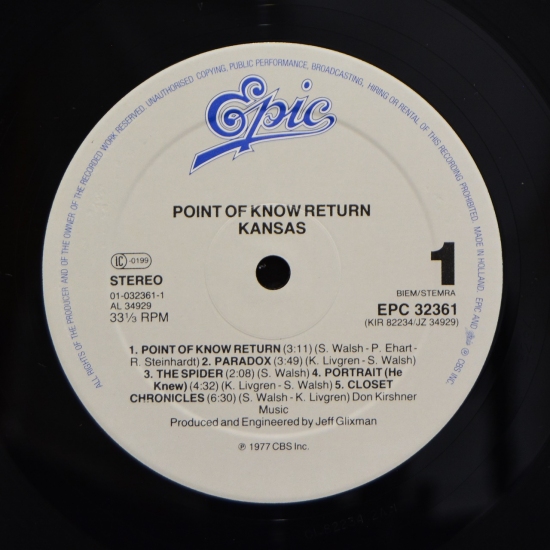 ALL RIGHTS OF THE PRODUCER AND OF THE OWNER OF THE RECORDED WORK RESERVED. UNAUTHORISED COPYING, PUBLIC PERFORMANCE, BROADCASTING, HIRING OR RENTAL OF THIS RECORDING PROHIBITED. MADE IN HOLLAND. EPIC AND ℗ CBS INC.
Epic
POINT OF KNOW RETURN
KANSAS
LC-0199
STEREO
01-032361-1
AL 34929
33⅓ RPM
1
BIEM/STEMRA
EPC 32361
(KIR 82234/JZ 34929)
1. POINT OF KNOW RETURN (3:11) (S. Walsh - P. Ehart-
R. Steinhardt) 2. PARADOX (3:49) (K. Livgren - S. Walsh)
3. THE SPIDER (2:08) (S. Walsh) 4. PORTRAIT (He
Knew) (4:32) (K. Livgren - S. Walsh) 5. CLOSET
CHRONICLES (6:30) (S. Walsh - K. Livgren) Don Kirshner
Music
Produced and Engineered by Jeff Glixman
℗ 1977 CBS Inc.